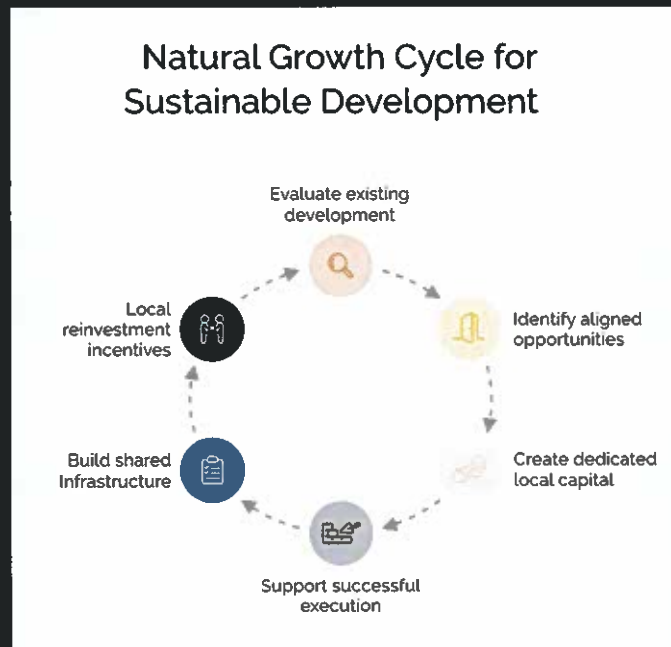 Natural Growth Cycle for
Sustainable Development
Evaluate existing
development
Identify aligned
opportunities
Create dedicated
local capital
Support successful
execution
Build shared
Infrastructure
Local
reinvestment
incentives